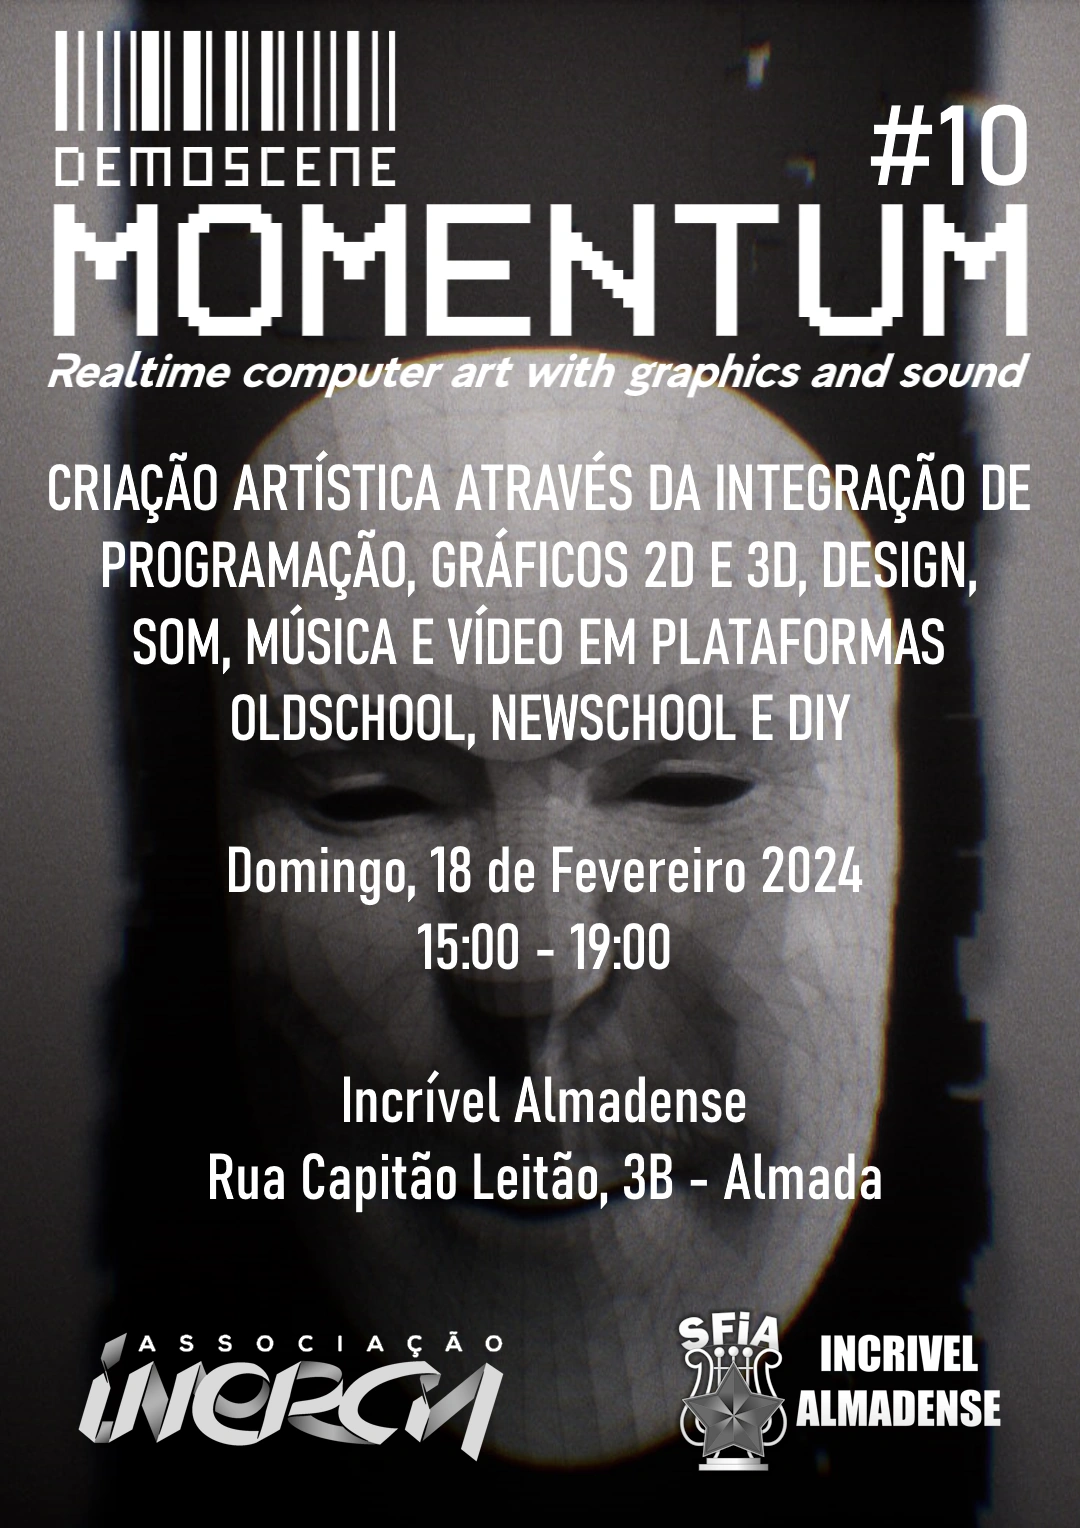 DEMOSCENE
#10
MOMENTUM
Realtime computer art with graphics and sound
CRIAÇÃO ARTÍSTICA ATRAVÉS DA INTEGRAÇÃO DE
PROGRAMAÇÃO, GRÁFICOS 2D E 3D, DESIGN,
SOM, MÚSICA E VÍDEO EM PLATAFORMAS
OLDSCHOOL, NEWSCHOOL E DIY
Domingo, 18 de Fevereiro 2024
15:00 - 19:00
Incrível Almadense
Rua Capitão Leitão, 3B - Almada
ASSOCIAÇÃO
inercia
SFiA
INCRIVEL
ALMADENSE